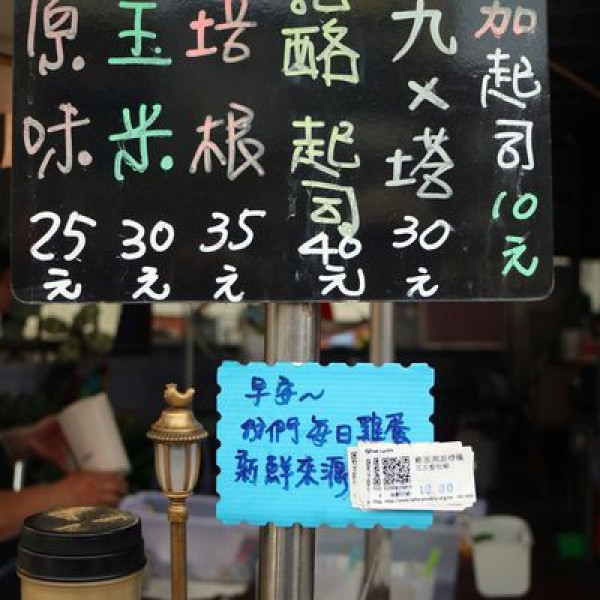 原味
25元
玉米
30元
培根
35元
酪起司
40元
九×塔
30元
加起司
10元
早安~
們每日雞蛋
新鮮來源